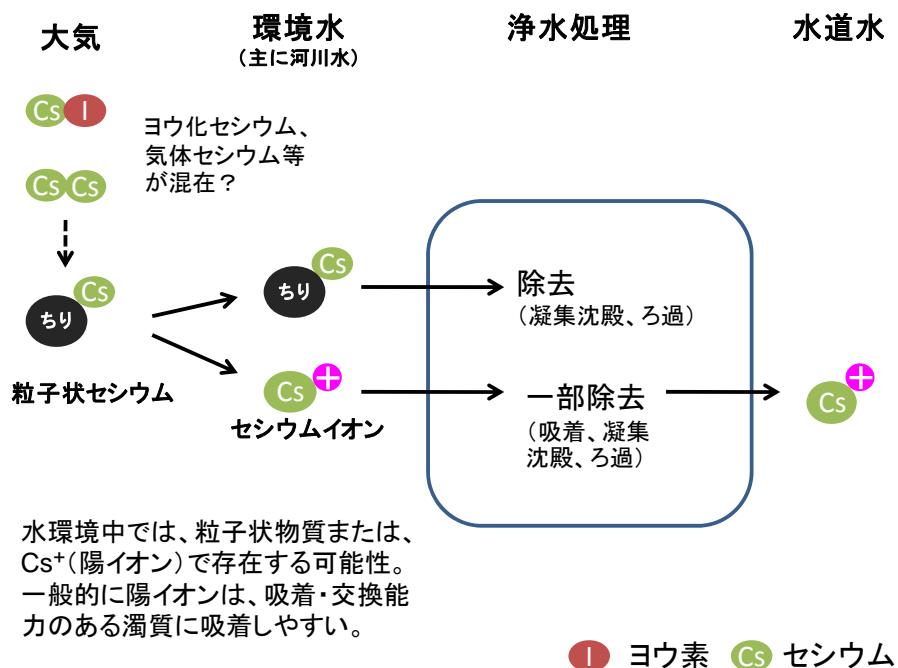 大気
環境水
（主に河川水）
浄水処理
水道水
Cs I
ヨウ化セシウム、
気体セシウム等
が混在？
Cs Cs
Cs
ちり
粒子状セシウム
Cs
ちり
除去
（凝集沈殿、ろ過）
Cs +
セシウムイオン
一部除去
（吸着、凝集
沈殿、ろ過）
Cs +
水環境中では、粒子状物質または、
Cs⁺（陽イオン）で存在する可能性。
一般的に陽イオンは、吸着・交換能
力のある濁質に吸着しやすい。
I ヨウ素 Cs セシウム